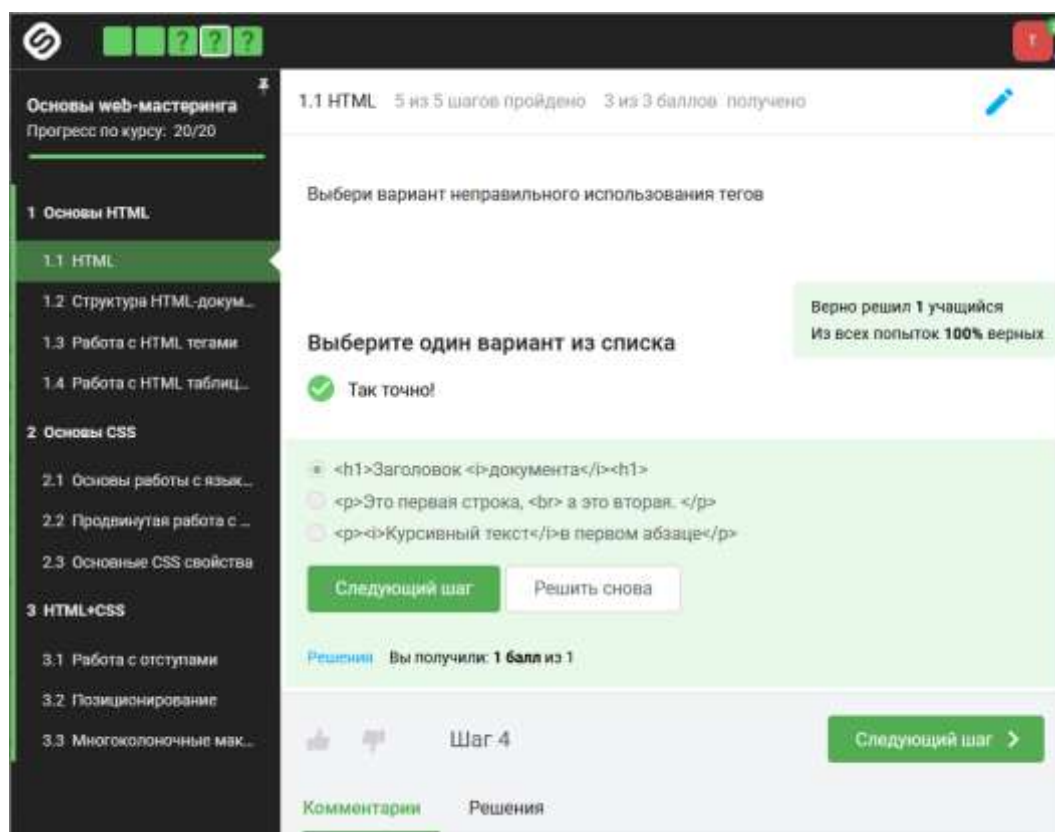 ? ? ?
т
Основы web-мастеринга
Прогресс по курсу: 20/20
1 Основы HTML
1.1 HTML
1.2 Структура HTML-докум...
1.3 Работа с HTML тегами
1.4 Работа с HTML таблиц...
2 Основы CSS
2.1 Основы работы с язык...
2.2 Продвинутая работа с ...
2.3 Основные CSS свойства
3 HTML+CSS
3.1 Работа с отступами
3.2 Позиционирование
3.3 Многоколоночные мак...
1.1 HTML 5 из 5 шагов пройдено 3 из 3 баллов получено
Выбери вариант неправильного использования тегов
Верно решил 1 учащийся
Из всех попыток 100% верных
Выберите один вариант из списка
Так точно!
<h1>Заголовок <i>документа</i><h1>
<p>Это первая строка, <br> а это вторая. </p>
<p><i>Курсивный текст</i>в первом абзаце</p>
Следующий шаг Решить снова
Решения Вы получили: 1 балл из 1
Шаг 4
Следующий шаг
Комментарии Решения